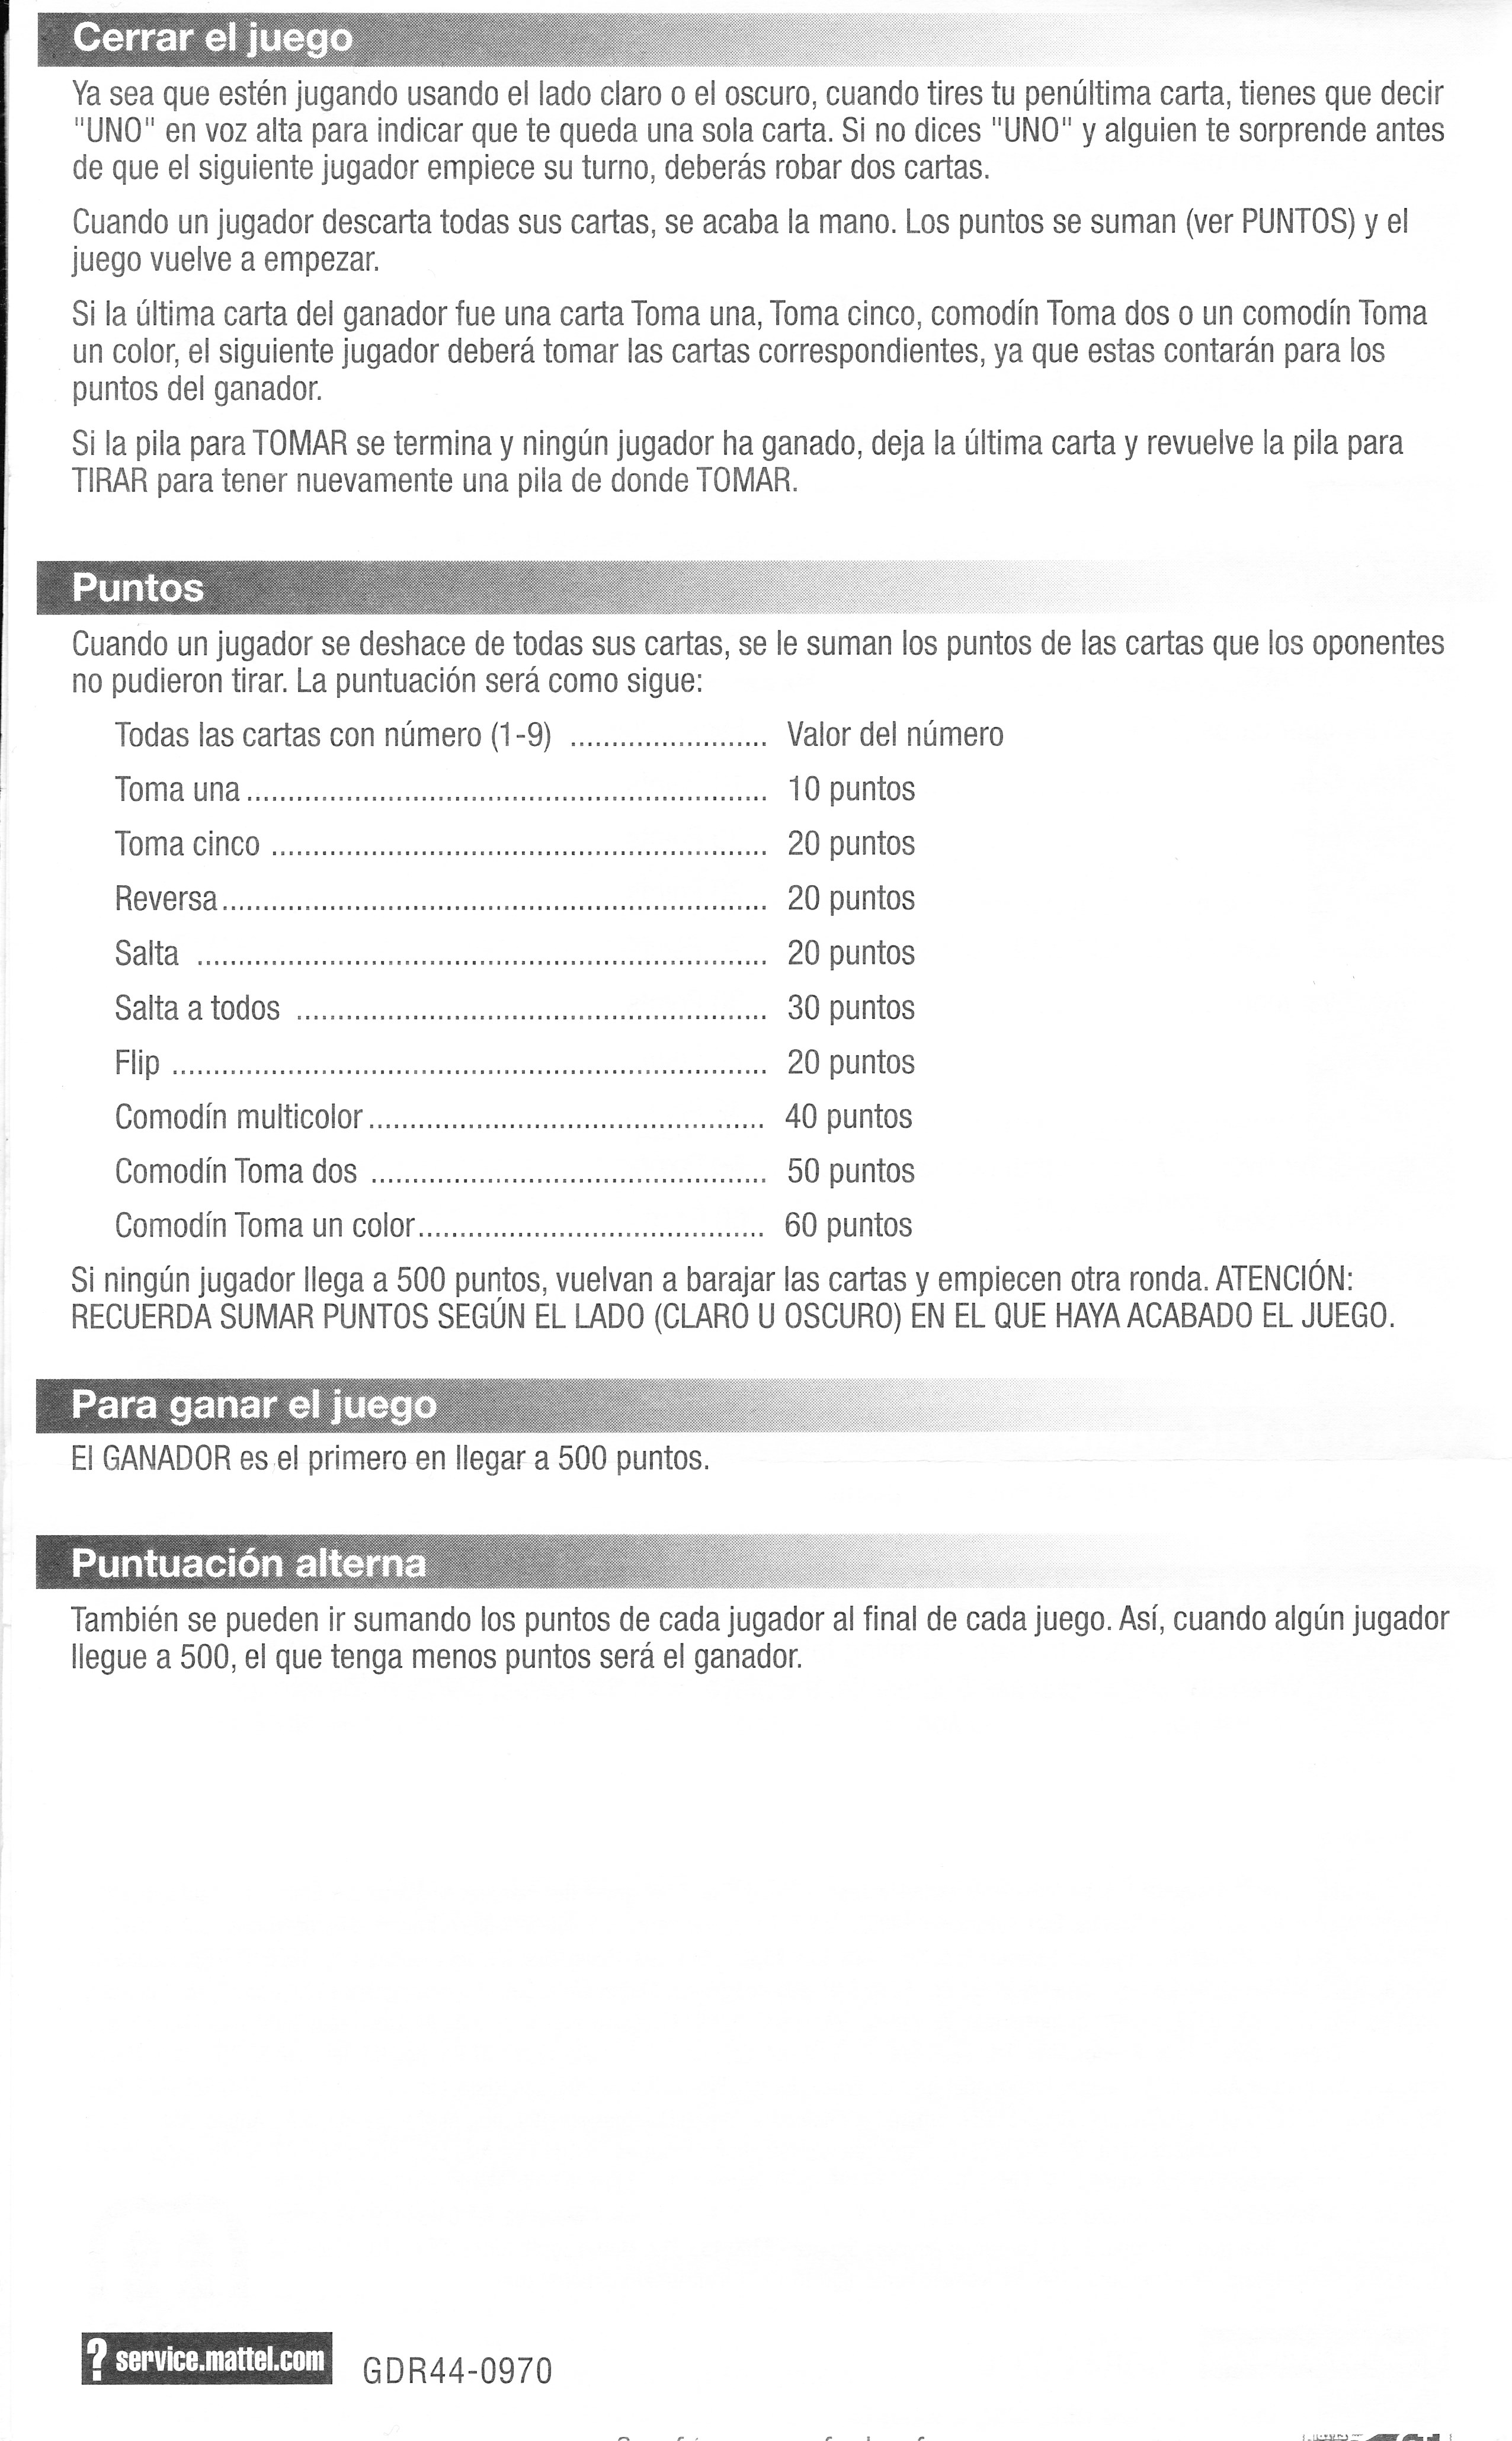 Cerrar el juego
Ya sea que estén jugando usando el lado claro o el oscuro, cuando tires tu penúltima carta, tienes que decir
"UNO" en voz alta para indicar que te queda una sola carta. Si no dices "UNO" y alguien te sorprende antes
de que el siguiente jugador empiece su turno, deberás robar dos cartas.
Cuando un jugador descarta todas sus cartas, se acaba la mano. Los puntos se suman (ver PUNTOS) y el
juego vuelve a empezar.
Si la última carta del ganador fue una carta Toma una, Toma cinco, comodín Toma dos o un comodín Toma
un color, el siguiente jugador deberá tomar las cartas correspondientes, ya que estas contarán para los
puntos del ganador.
Si la pila para TOMAR se termina y ningún jugador ha ganado, deja la última carta y revuelve la pila para
TIRAR para tener nuevamente una pila de donde TOMAR.
Puntos
Cuando un jugador se deshace de todas sus cartas, se le suman los puntos de las cartas que los oponentes
no pudieron tirar. La puntuación será como sigue:
Todas las cartas con número (1-9) ........................ Valor del número
Toma una ................................................................ 10 puntos
Toma cinco ............................................................. 20 puntos
Reversa ................................................................... 20 puntos
Salta ...................................................................... 20 puntos
Salta a todos .......................................................... 30 puntos
Flip ......................................................................... 20 puntos
Comodín multicolor ................................................ 40 puntos
Comodín Toma dos ................................................ 50 puntos
Comodín Toma un color .......................................... 60 puntos
Si ningún jugador llega a 500 puntos, vuelvan a barajar las cartas y empiecen otra ronda. ATENCIÓN:
RECUERDA SUMAR PUNTOS SEGÚN EL LADO (CLARO U OSCURO) EN EL QUE HAYA ACABADO EL JUEGO.
Para ganar el juego
El GANADOR es el primero en llegar a 500 puntos.
Puntuación alterna
También se pueden ir sumando los puntos de cada jugador al final de cada juego. Así, cuando algún jugador
llegue a 500, el que tenga menos puntos será el ganador.
? service.mattel.com GDR44-0970